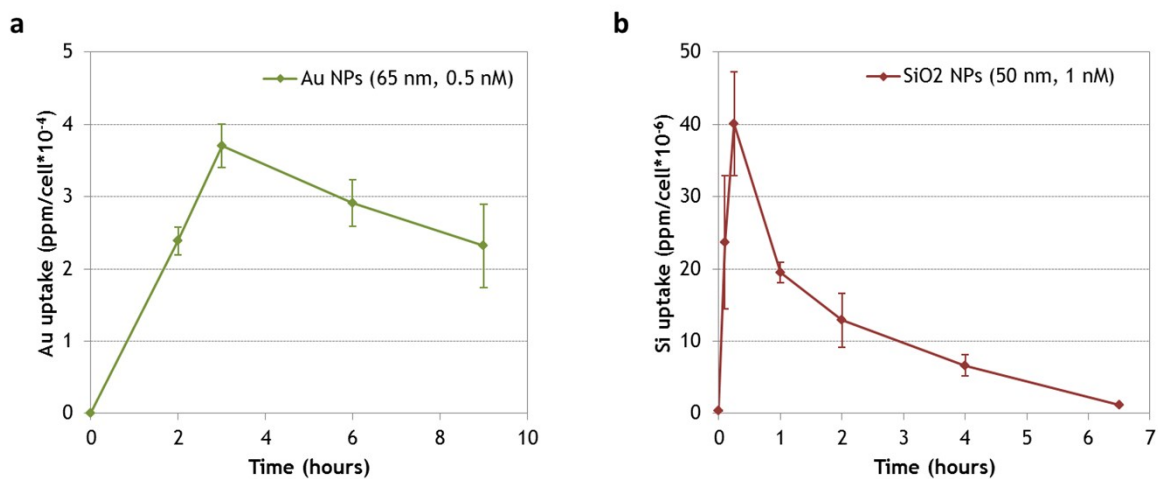 a
5
4
3
2
1
0
Au uptake (ppm/cell*10⁻⁴)
Au NPs (65 nm, 0.5 nM)
0 2 4 6 8 10
Time (hours)
b
50
40
30
20
10
0
Si uptake (ppm/cell*10⁻⁶)
SiO2 NPs (50 nm, 1 nM)
0 1 2 3 4 5 6 7
Time (hours)